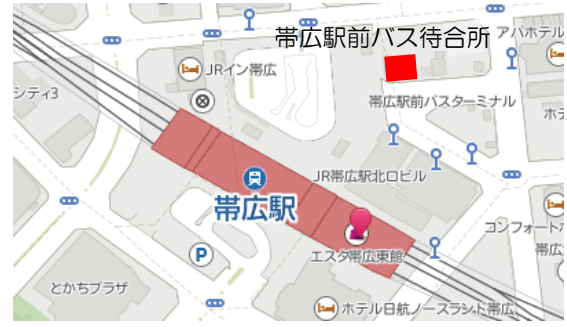 帯広駅前バス待合所
アパホテル
JRイン帯広
シティ3
帯広駅前バスターミナル
ホテ
JR帯広駅北口ビル
帯広駅
コンフォートホ
帯広
エスタ帯広東館
P
とかちプラザ
ホテル日航ノースランド帯広